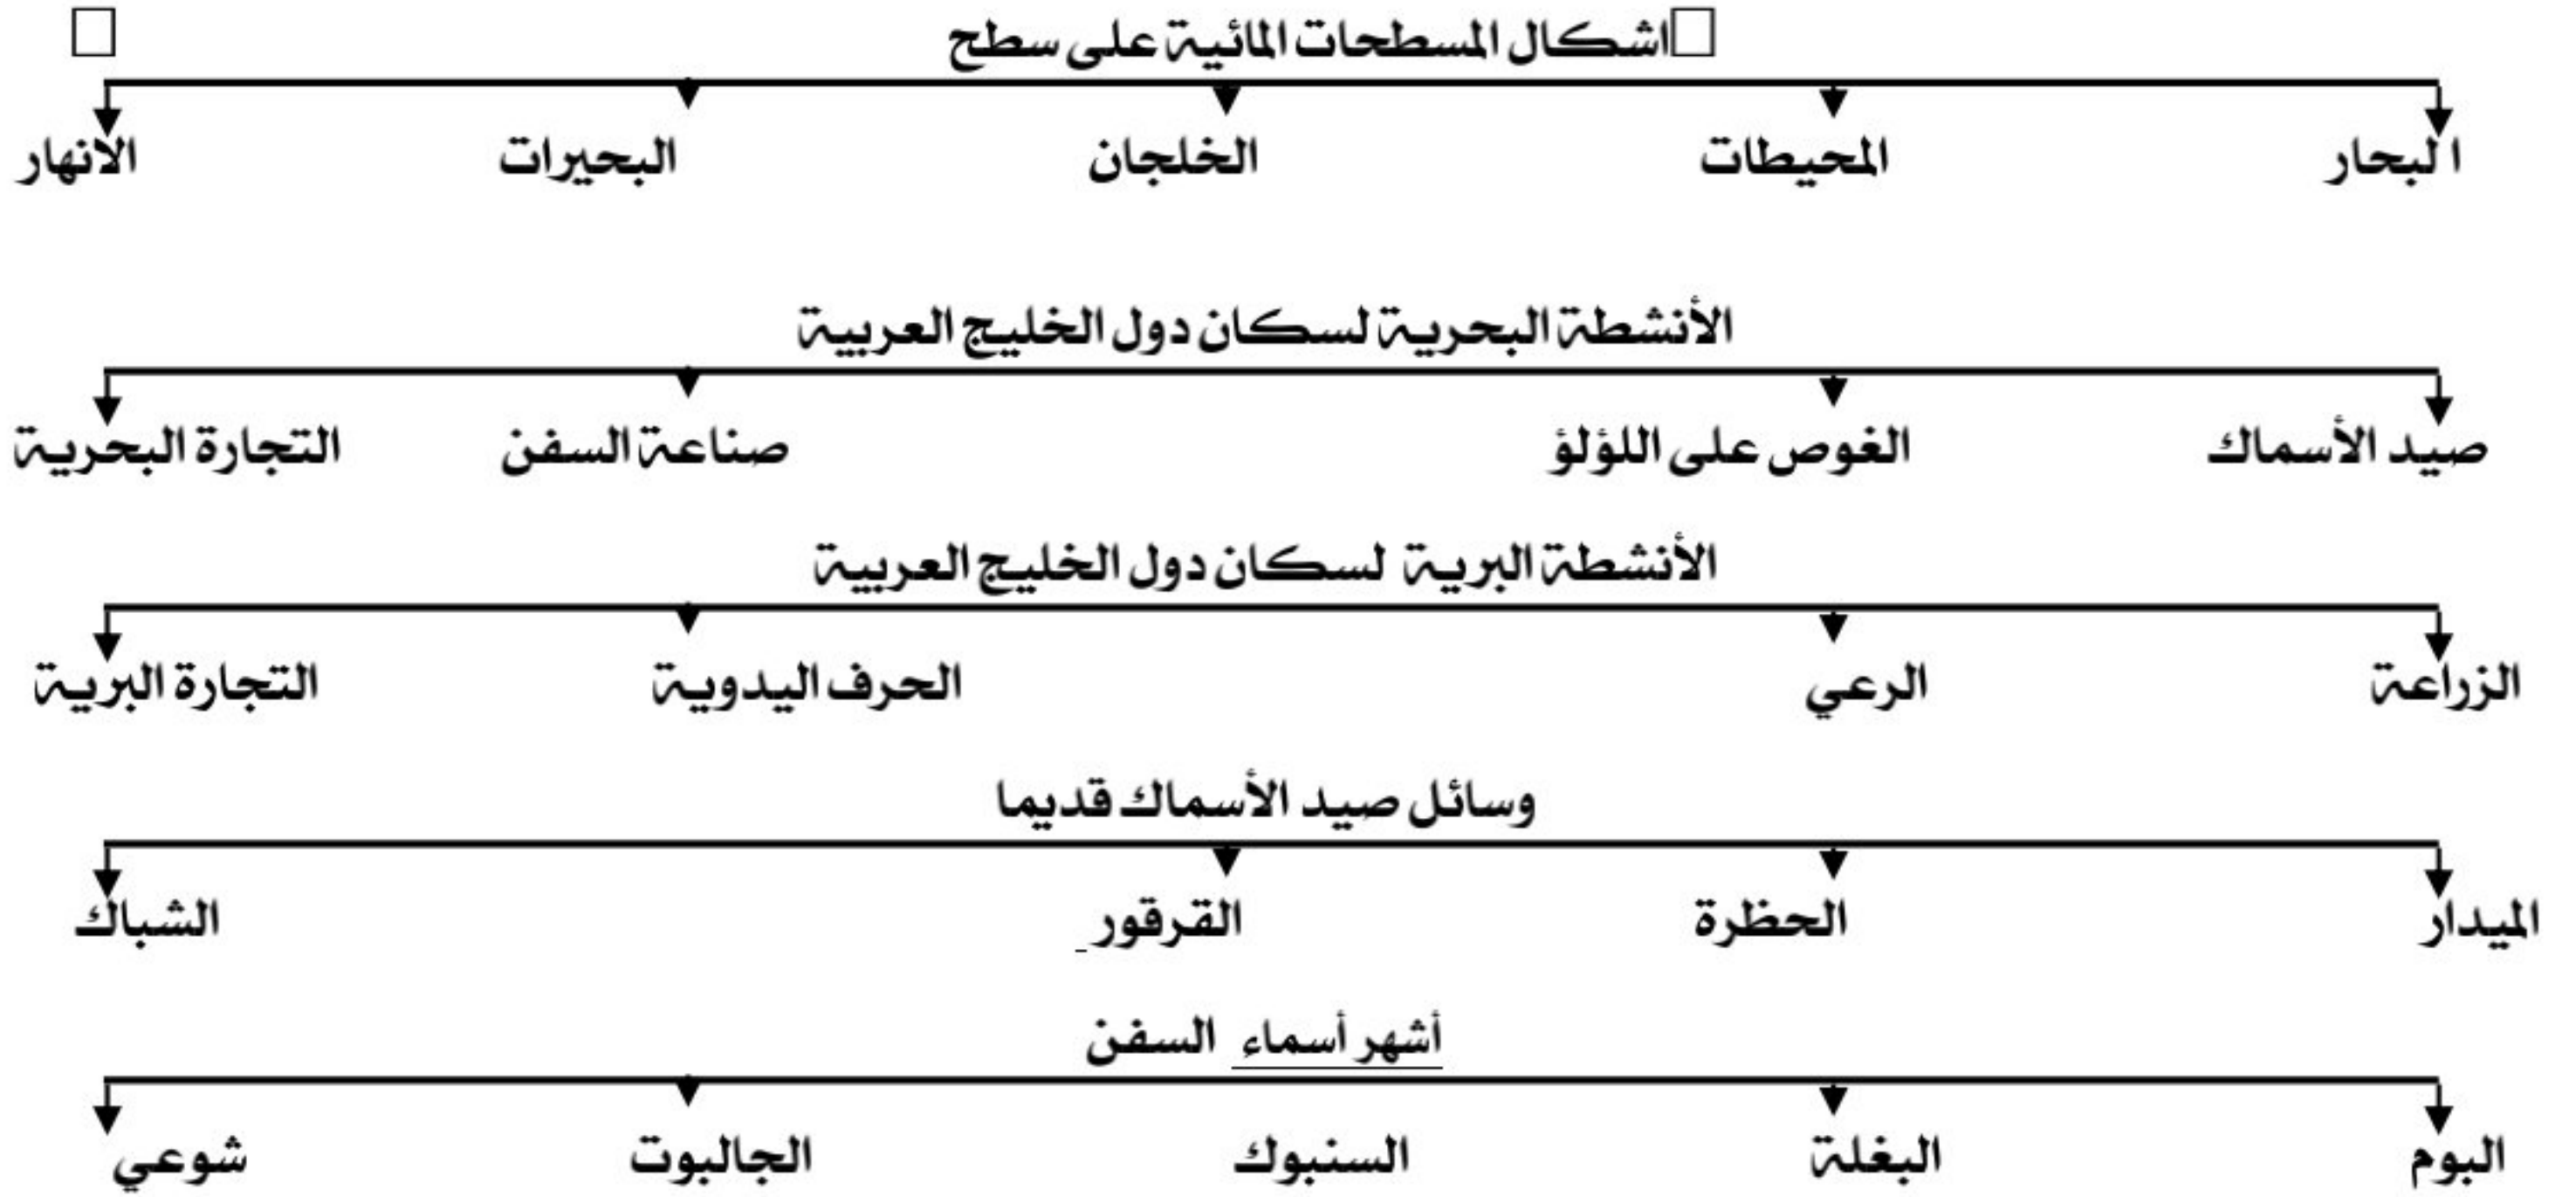 اشكال المسطحات المائية على سطح
البحار المحيطات الخلجان البحيرات الانهار
الأنشطة البحرية لسكان دول الخليج العربية
صيد الأسماك الغوص على اللؤلؤ صناعة السفن التجارة البحرية
الأنشطة البرية لسكان دول الخليج العربية
الزراعة الرعي الحرف اليدوية التجارة البرية
وسائل صيد الأسماك قديما
الميدار الحظرة القرقور الشباك
أشهر أسماء السفن
البوم البغلة السنبوك الجالبوت شوعي